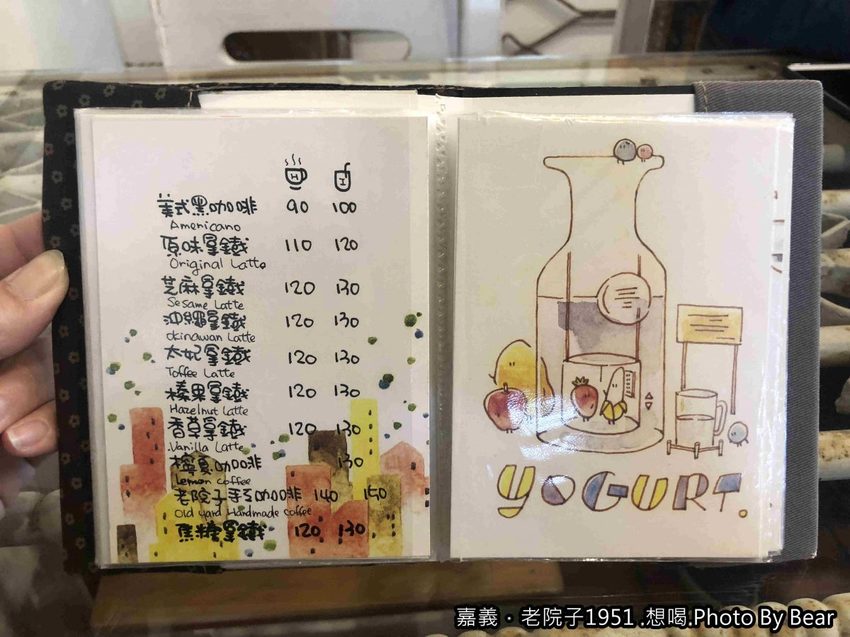 H I
美式黑咖啡 90 100
Americano
原味拿鐵 110 120
Original Latte
芝麻拿鐵 120 130
Sesame Latte
沖繩拿鐵 120 130
Okinawan Latte
太妃拿鐵 120 130
Toffee Latte
榛果拿鐵 120 130
Hazelnut Latte
香草拿鐵 120 130
Vanilla Latte
檸夏咖啡 130
Lemon coffee
老院子手沖咖啡 140 150
Old yard Handmade coffee
焦糖拿鐵 120 130
YOGURT.
嘉義‧老院子1951 .想喝.Photo By Bear